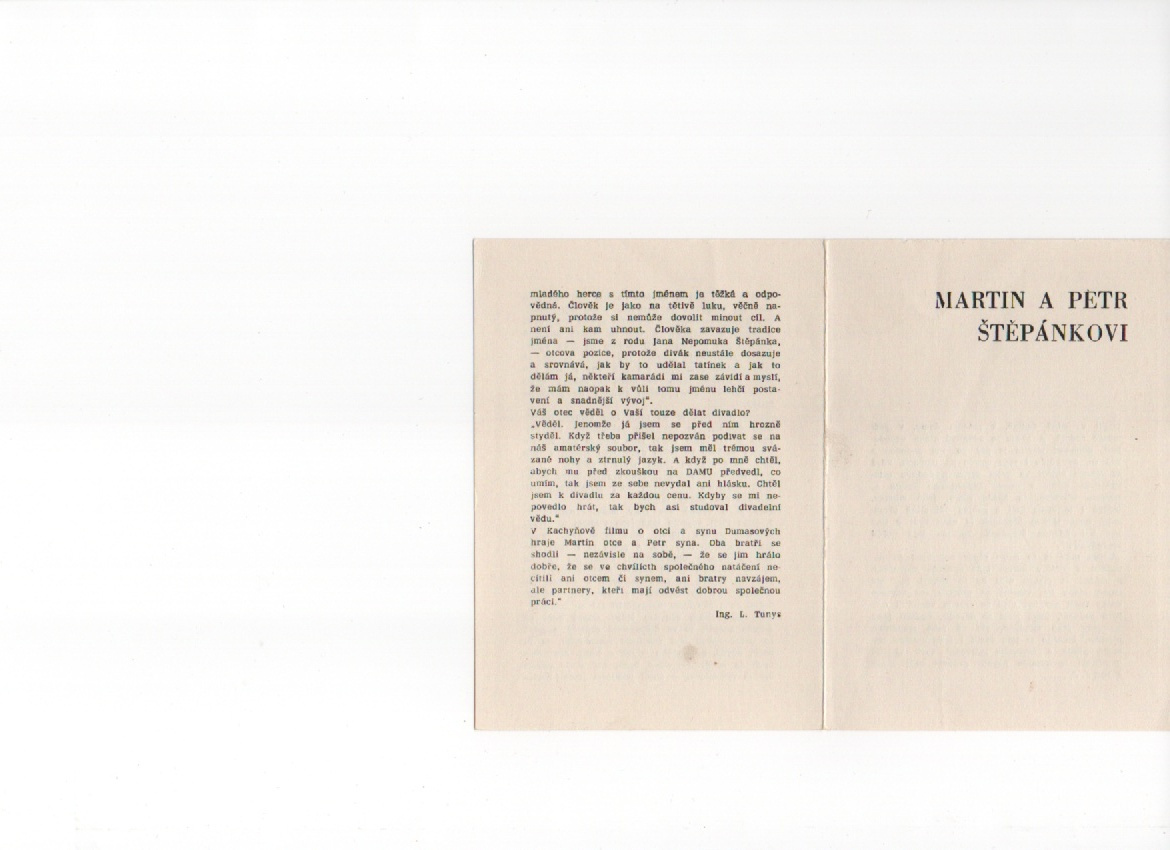 mladého herce s tímto jménem je těžká a odpo-
vědná. Člověk je jako na tětivě luku, věčně na-
pnutý, protože si nemůže dovolit minout cíl. A
není ani kam uhnout. Člověka zavazuje tradice
jména — jsme z rodu Jana Nepomuka Štěpánka,
— otcova pozice, protože divák neustále dosazuje
a srovnává, jak by to udělal tatínek a jak to
dělám já, někteří kamarádi mi zase závidí a myslí,
že mám naopak k vůli tomu jménu lehčí posta-
vení a snadnější vývoj".
Váš otec věděl o Vaší touze dělat divadlo?
„Věděl. Jenomže já jsem se před ním hrozně
styděl. Když třeba přišel nepozván podívat se na
náš amatérský soubor, tak jsem měl trémou svá-
zané nohy a ztrnulý jazyk. A když po mně chtěl,
abych mu před zkouškou na DAMU předvedl, co
umím, tak jsem ze sebe nevydal ani hlásku. Chtěl
jsem k divadlu za každou cenu. Kdyby se mi ne-
povedlo hrát, tak bych asi studoval divadelní
vědu."
V Kachyňově filmu o otci a synu Dumasových
hraje Martin otce a Petr syna. Oba bratři se
shodli — nezávisle na sobě, — že se jim hrálo
dobře, že se ve chvílích společného natáčení ne-
cítili ani otcem či synem, ani bratry navzájem,
ale partnery, kteří mají odvést dobrou společnou
práci."
Ing. L. Tunys
MARTIN A PETR
ŠTĚPÁNKOVI